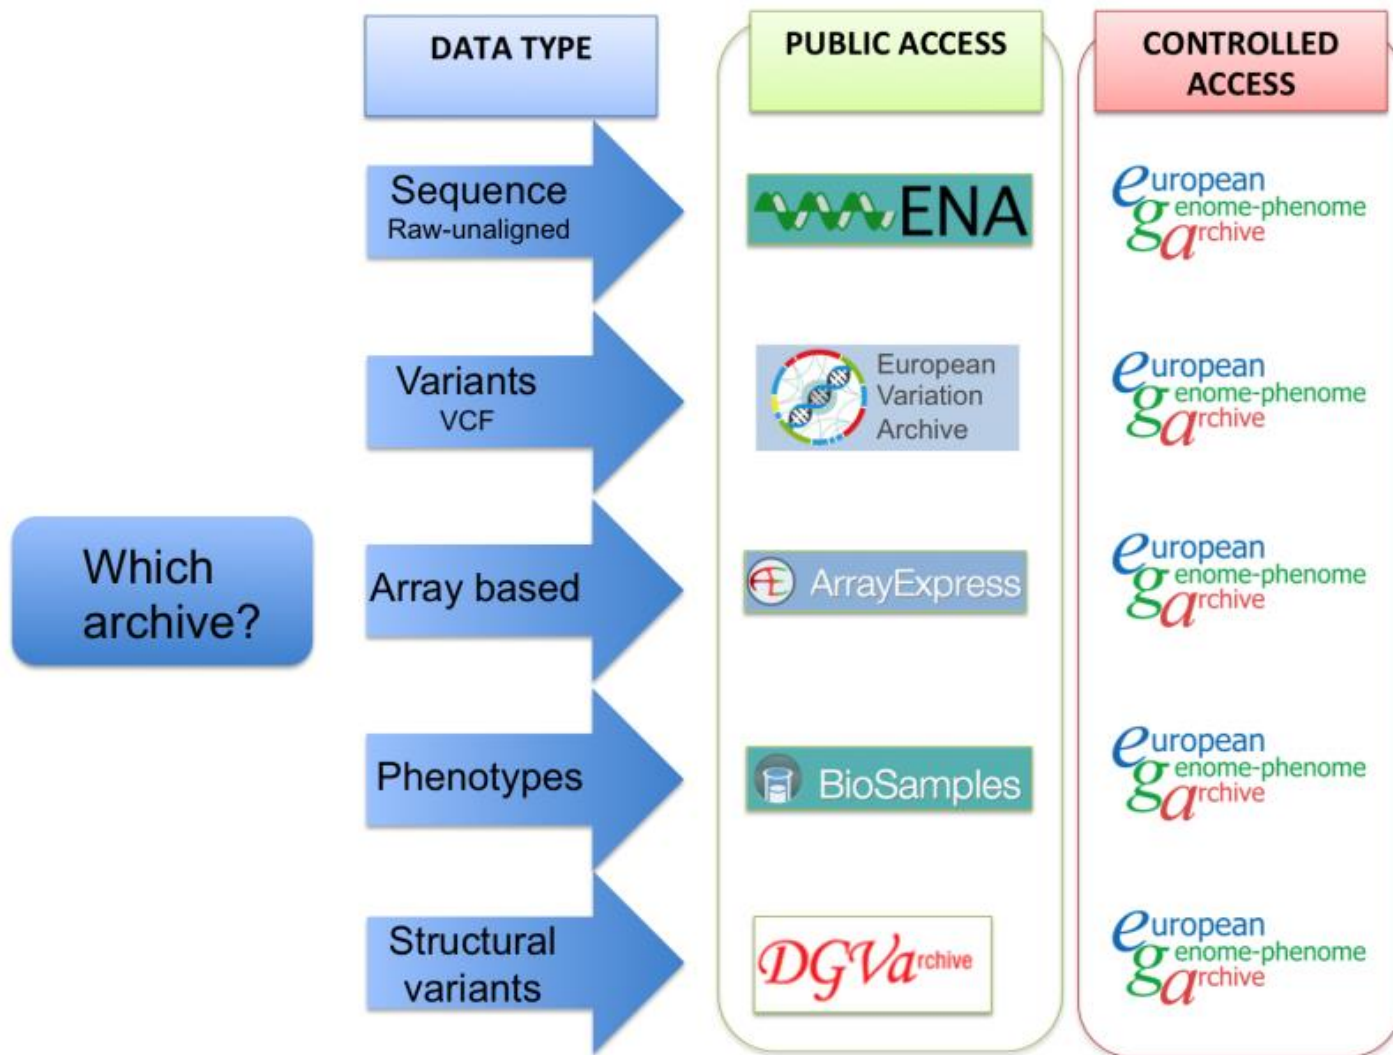 DATA TYPE
PUBLIC ACCESS
CONTROLLED
ACCESS
Sequence
Raw-unaligned
ENA
european
genome-phenome
archive
Variants
VCF
European
Variation
Archive
european
genome-phenome
archive
Which
archive?
Array based
AE
ArrayExpress
european
genome-phenome
archive
Phenotypes
BioSamples
european
genome-phenome
archive
Structural
variants
DGVarchive
european
genome-phenome
archive